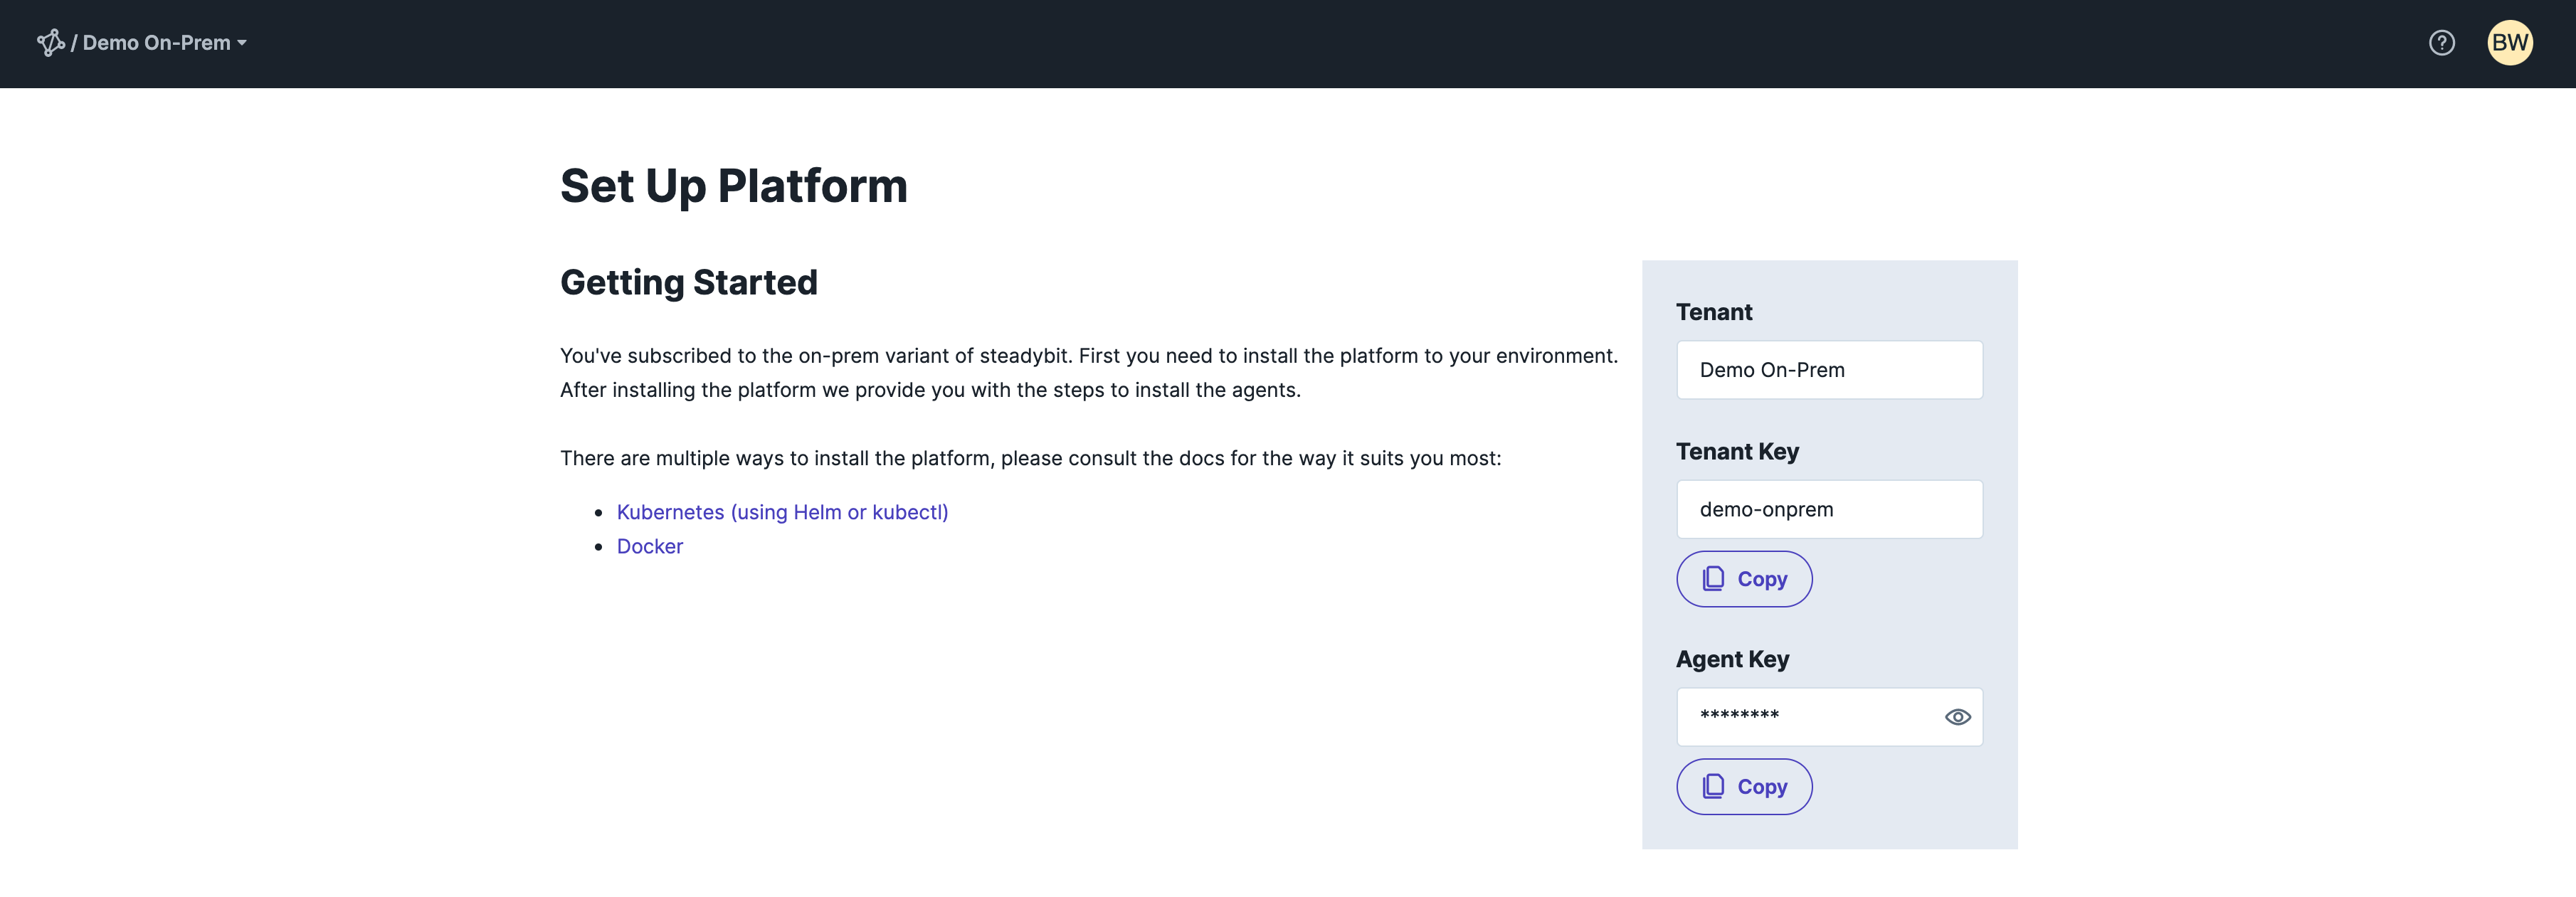 / Demo On-Prem
BW
Set Up Platform
Getting Started
You've subscribed to the on-prem variant of steadybit. First you need to install the platform to your environment.
After installing the platform we provide you with the steps to install the agents.
There are multiple ways to install the platform, please consult the docs for the way it suits you most:
• Kubernetes (using Helm or kubectl)
• Docker
Tenant
Demo On-Prem
Tenant Key
demo-onprem
Copy
Agent Key
********
Copy